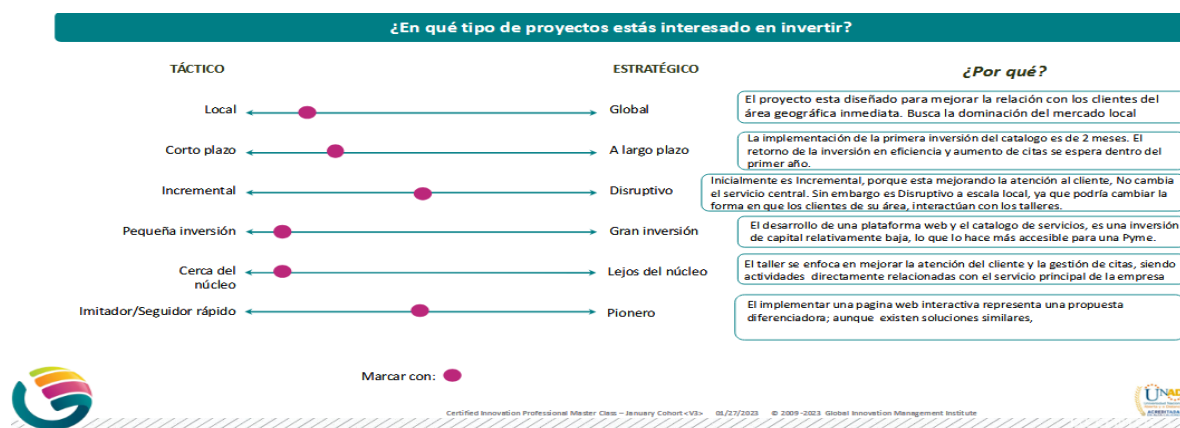 ¿En qué tipo de proyectos estás interesado en invertir?
TÁCTICO
ESTRATÉGICO
¿Por qué?
Local
Global
El proyecto esta diseñado para mejorar la relación con los clientes del
área geográfica inmediata. Busca la dominación del mercado local
Corto plazo
A largo plazo
La implementación de la primera inversión del catalogo es de 2 meses. El
retorno de la inversión en eficiencia y aumento de citas se espera dentro del
primer año.
Incremental
Disruptivo
Inicialmente es Incremental, porque esta mejorando la atención al cliente, No cambia
el servicio central. Sin embargo es Disruptivo a escala local, ya que podría cambiar la
forma en que los clientes de su área, interactúan con los talleres.
Pequeña inversión
Gran inversión
El desarrollo de una plataforma web y el catalogo de servicios, es una inversión
de capital relativamente baja, lo que lo hace más accesible para una Pyme.
Cerca del
núcleo
Lejos del núcleo
El taller se enfoca en mejorar la atención del cliente y la gestión de citas, siendo
actividades directamente relacionadas con el servicio principal de la empresa
Imitador/Seguidor rápido
Pionero
El implementar una pagina web interactiva representa una propuesta
diferenciadora; aunque existen soluciones similares,
Marcar con:
Certified Innovation Professional Master Class – January Cohort <V3> 01/27/2023 © 2009 -2023 Global Innovation Management Institute
UNAD